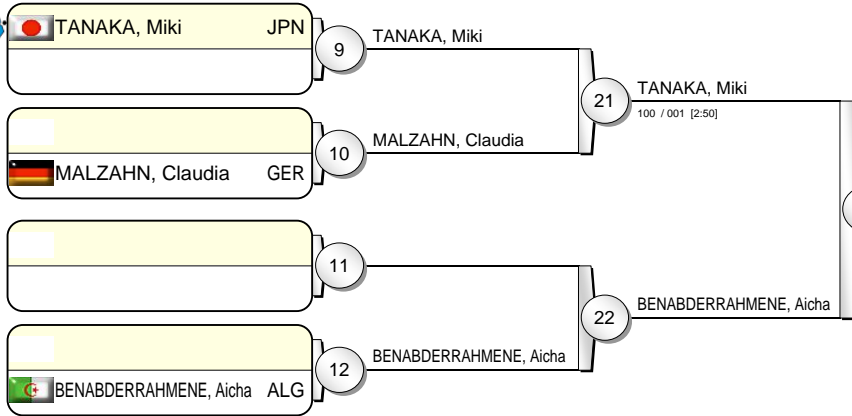 TANAKA, Miki JPN
9
TANAKA, Miki
21
TANAKA, Miki
100 / 001 [2:50]
10
MALZAHN, Claudia
MALZAHN, Claudia GER
11
22
BENABDERRAHMENE, Aicha
12
BENABDERRAHMENE, Aicha
BENABDERRAHMENE, Aicha ALG